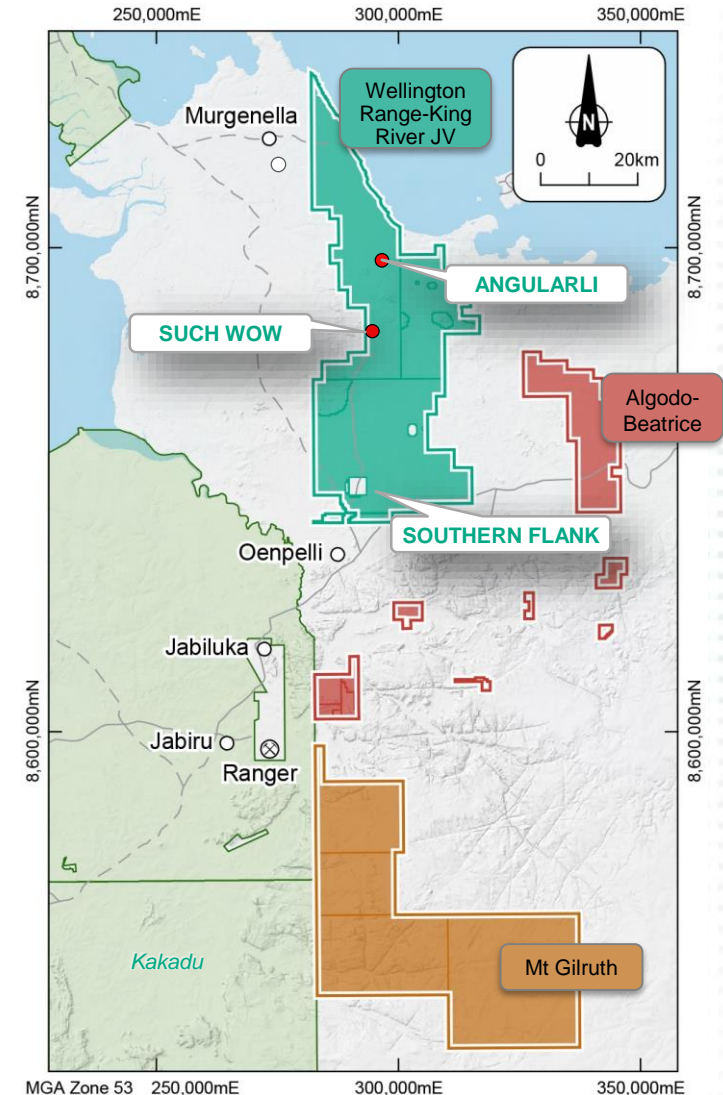 250,000mE 300,000mE 350,000mE
Wellington
Range-King
River JV
Murgenella
N
0 20km
8,700,000mN
8,700,000mN
ANGULARLI
SUCH WOW
Algodo-
Beatrice
SOUTHERN FLANK
Oenpelli
Jabiluka
Jabiru
Ranger
8,600,000mN
8,600,000mN
Kakadu
Mt Gilruth
MGA Zone 53 250,000mE 300,000mE 350,000mE